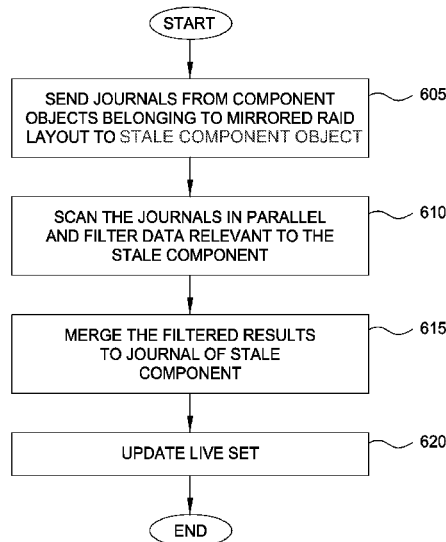 START
SEND JOURNALS FROM COMPONENT
OBJECTS BELONGING TO MIRRORED RAID
LAYOUT TO STALE COMPONENT OBJECT
605
SCAN THE JOURNALS IN PARALLEL
AND FILTER DATA RELEVANT TO THE
STALE COMPONENT
610
MERGE THE FILTERED RESULTS
TO JOURNAL OF STALE
COMPONENT
615
UPDATE LIVE SET
620
END